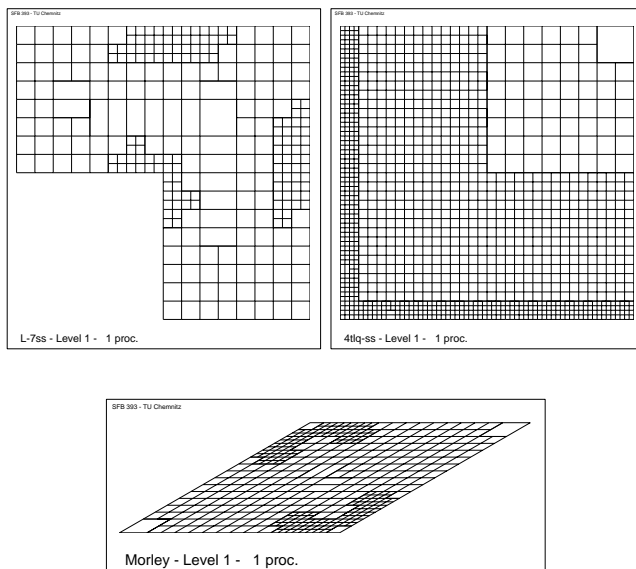 SFB 393 - TU Chemnitz
L-7ss - Level 1 - 1 proc.
SFB 393 - TU Chemnitz
4tlq-ss - Level 1 - 1 proc.
SFB 393 - TU Chemnitz
Morley - Level 1 - 1 proc.